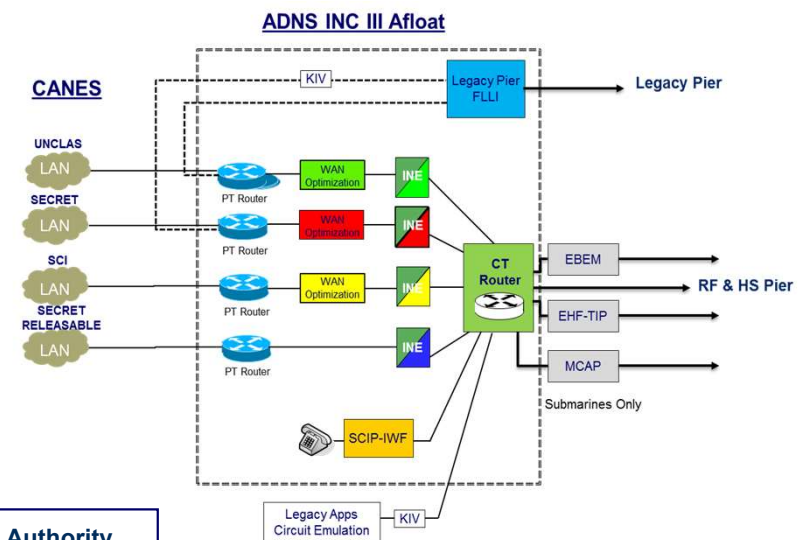 ADNS INC III Afloat
CANES
KIV
Legacy Pier
FLLI
Legacy Pier
UNCLAS
LAN
PT Router
WAN
Optimization
INE
SECRET
LAN
PT Router
WAN
Optimization
INE
SCI
LAN
PT Router
WAN
Optimization
INE
SECRET
RELEASABLE
LAN
PT Router
INE
CT
Router
EBEM
RF & HS Pier
EHF-TIP
MCAP
Submarines Only
SCIP-IWF
Legacy Apps
Circuit Emulation
KIV
Authority